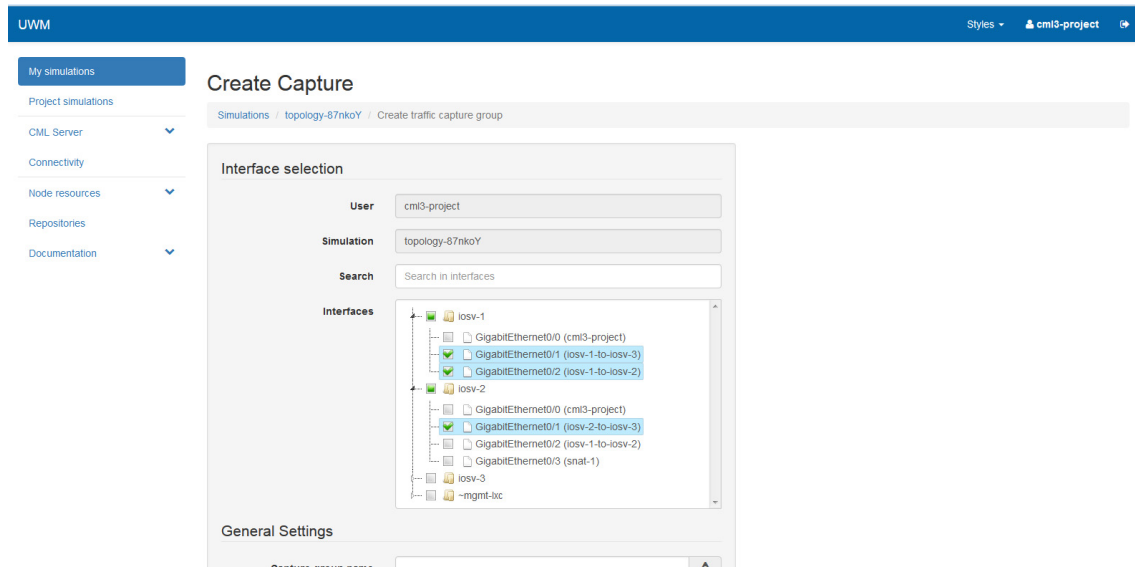 UWM
Styles
cml3-project
My simulations
Project simulations
CML Server
Connectivity
Node resources
Repositories
Documentation
Create Capture
Simulations / topology-87nkoY / Create traffic capture group
Interface selection
User
cml3-project
Simulation
topology-87nkoY
Search
Search in interfaces
Interfaces
iosv-1
GigabitEthernet0/0 (cml3-project)
GigabitEthernet0/1 (iosv-1-to-iosv-3)
GigabitEthernet0/2 (iosv-1-to-iosv-2)
iosv-2
GigabitEthernet0/0 (cml3-project)
GigabitEthernet0/1 (iosv-2-to-iosv-3)
GigabitEthernet0/2 (iosv-1-to-iosv-2)
GigabitEthernet0/3 (snat-1)
iosv-3
~mgmt-lxc
General Settings
Capture group name